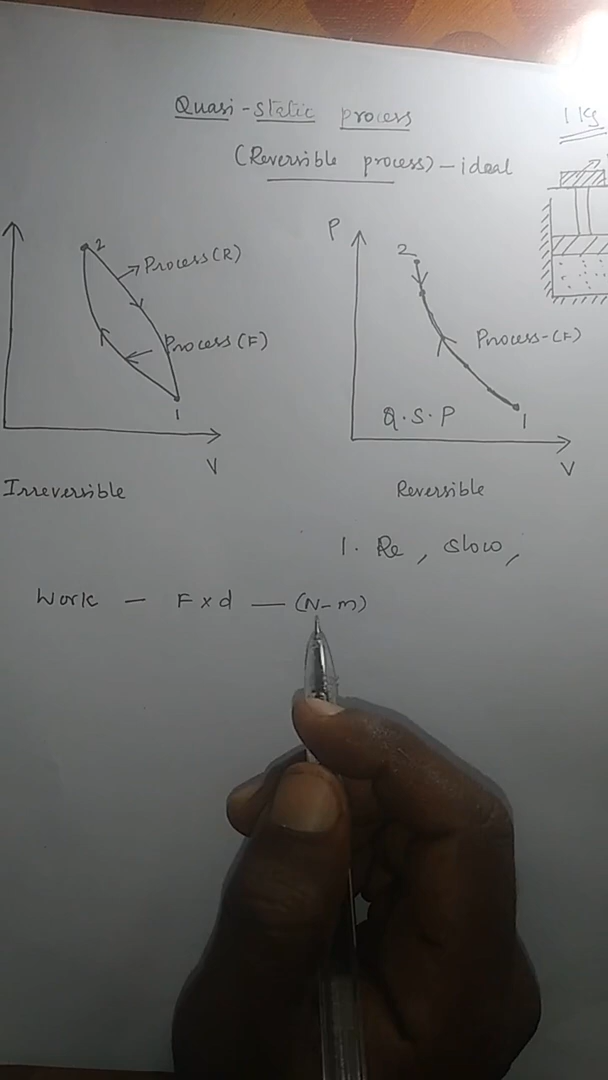 Quasi-static process
(Reversible process) - ideal
1 Kg
2
Process (R)
Process (F)
1
V
Irreversible
P
2
Process-(F)
Q.S.P
1
V
Reversible
1. Re, slow,
Work - F x d - (N-m)